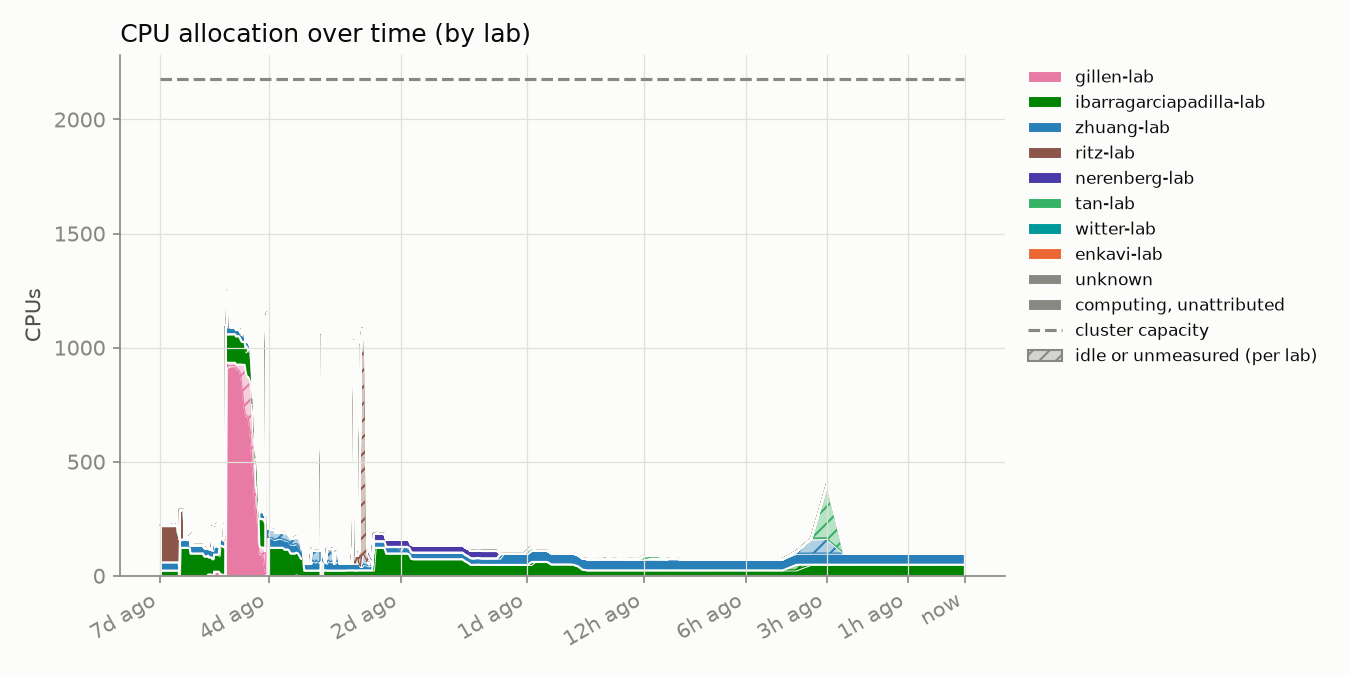 CPU allocation over time (by lab)
CPUs
2000
1500
1000
500
0
7d ago
4d ago
2d ago
1d ago
12h ago
6h ago
3h ago
1h ago
now
gillen-lab
ibarragarciapadilla-lab
zhuang-lab
ritz-lab
nerenberg-lab
tan-lab
witter-lab
enkavi-lab
unknown
computing, unattributed
cluster capacity
idle or unmeasured (per lab)